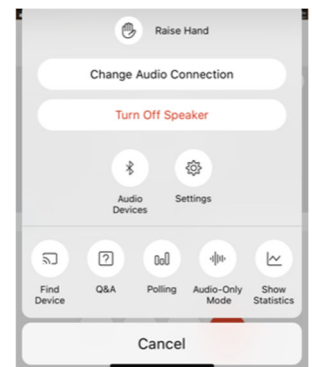 Raise Hand
Change Audio Connection
Turn Off Speaker
Audio
Devices
Settings
Find
Device
Q&A
Polling
Audio-Only
Mode
Show
Statistics
Cancel